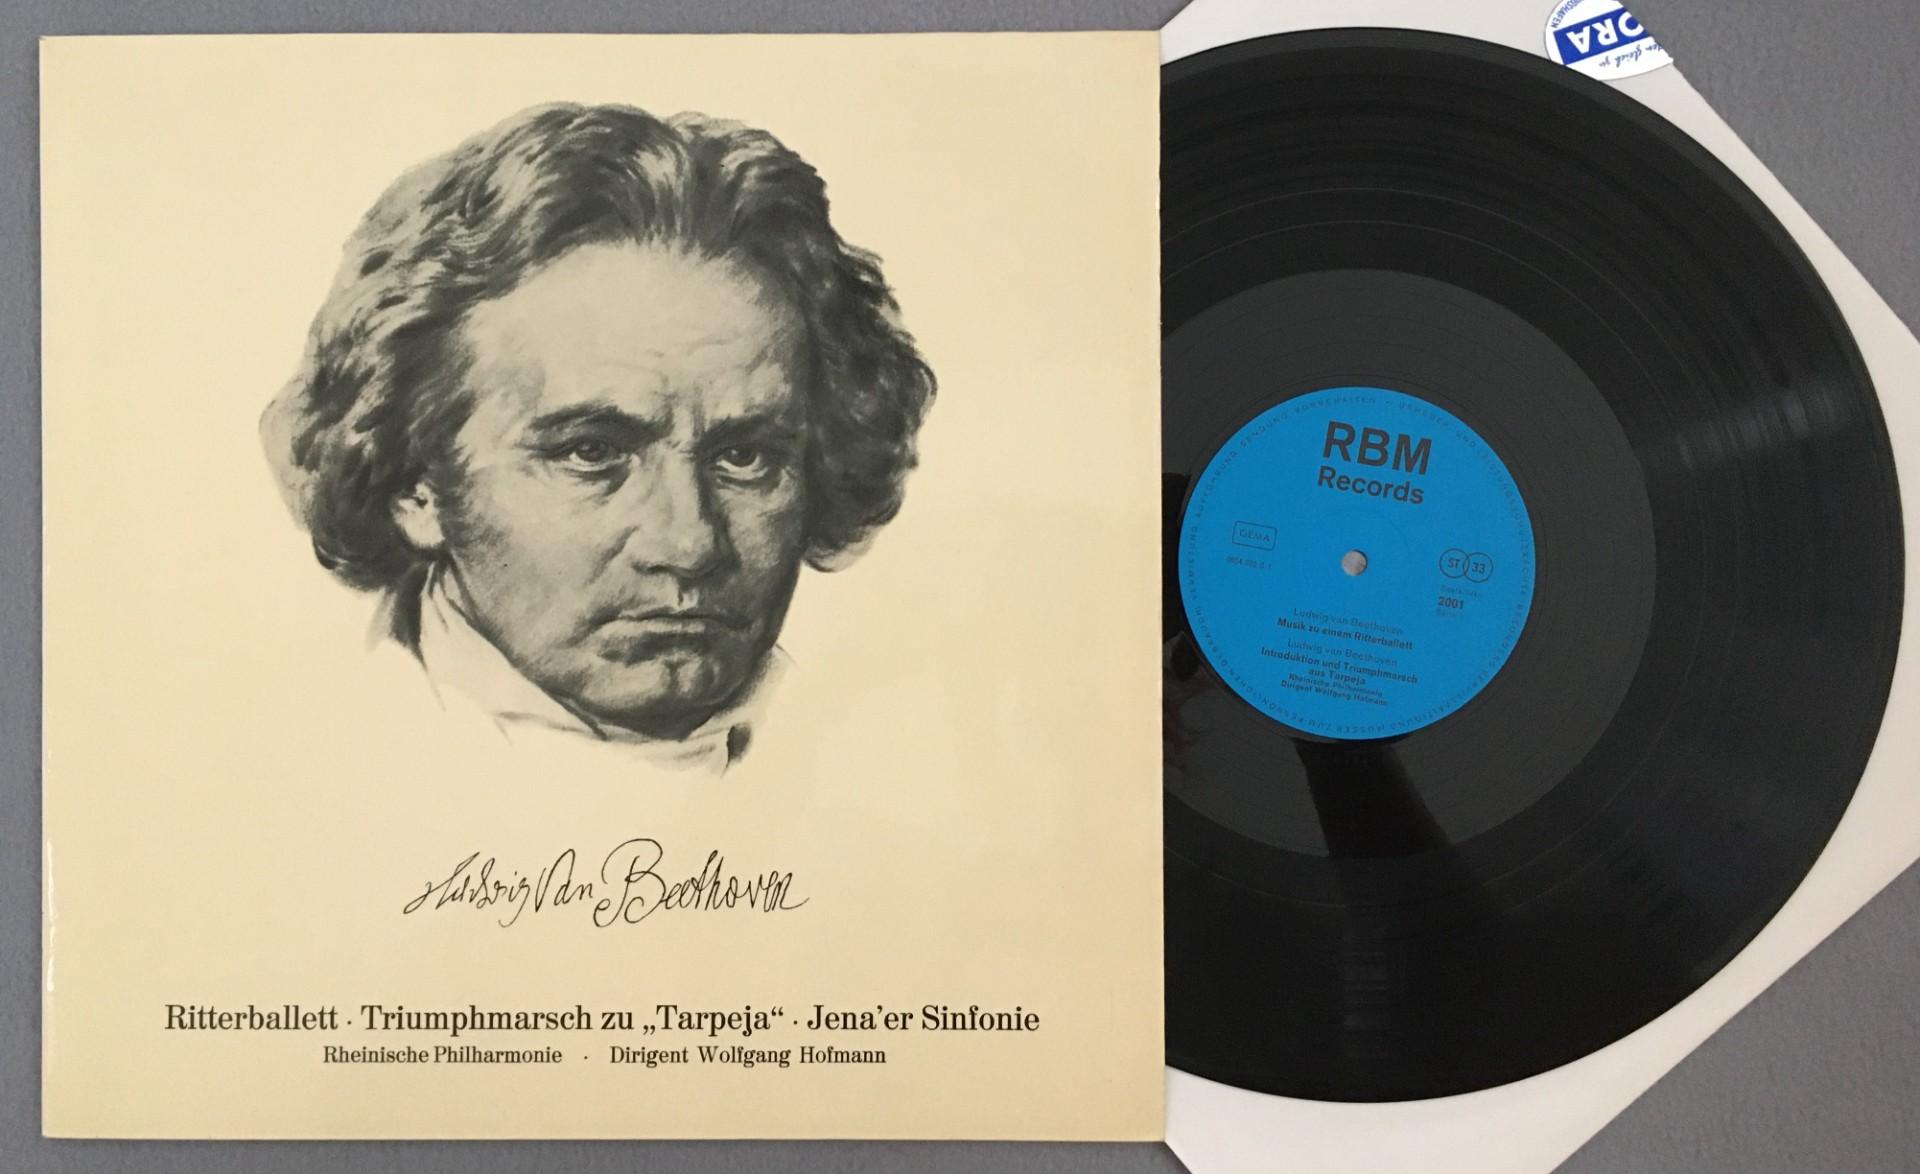 Ludwig Van Beethoven
Ritterballett · Triumphmarsch zu „Tarpeja“ · Jena'er Sinfonie
Rheinische Philharmonie · Dirigent Wolfgang Hofmann
RBM
Records
GEMA
ST 33
2001
Ludwig van Beethoven
Musik zu einem Ritterballett
Ludwig van Beethoven
Introduktion und Triumphmarsch
aus Tarpeja
Rheinische Philharmonie
Dirigent Wolfgang Hofmann